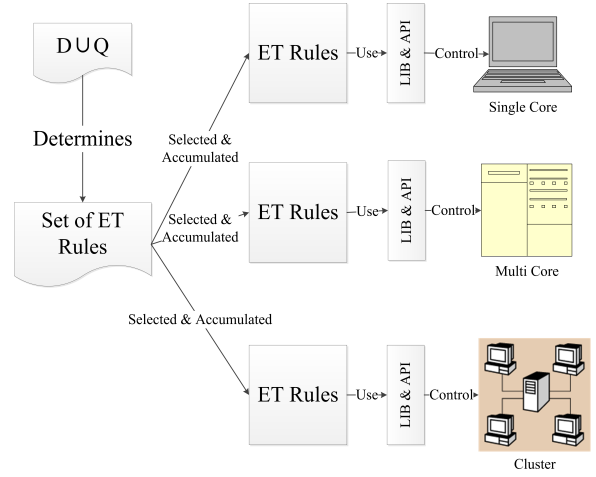 D∪Q
Determines
Set of ET
Rules
Selected &
Accumulated
ET Rules
Use
LIB & API
Control
Single Core
Selected &
Accumulated
ET Rules
Use
LIB & API
Control
Multi Core
Selected & Accumulated
ET Rules
Use
LIB & API
Control
Cluster